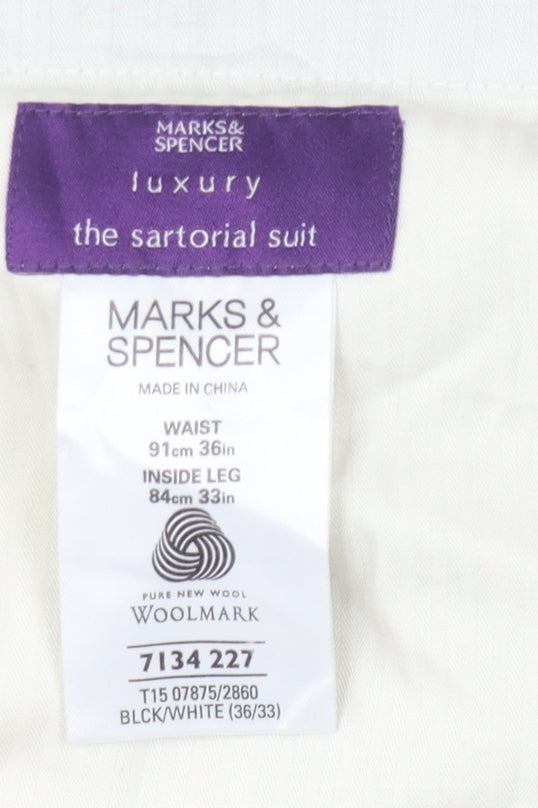 MARKS&
SPENCER
luxury
the sartorial suit
MARKS &
SPENCER
MADE IN CHINA
WAIST
91cm 36in
INSIDE LEG
84cm 33in
PURE NEW WOOL
WOOLMARK
7134 227
T15 07875/2860
BLCK/WHITE (36/33)